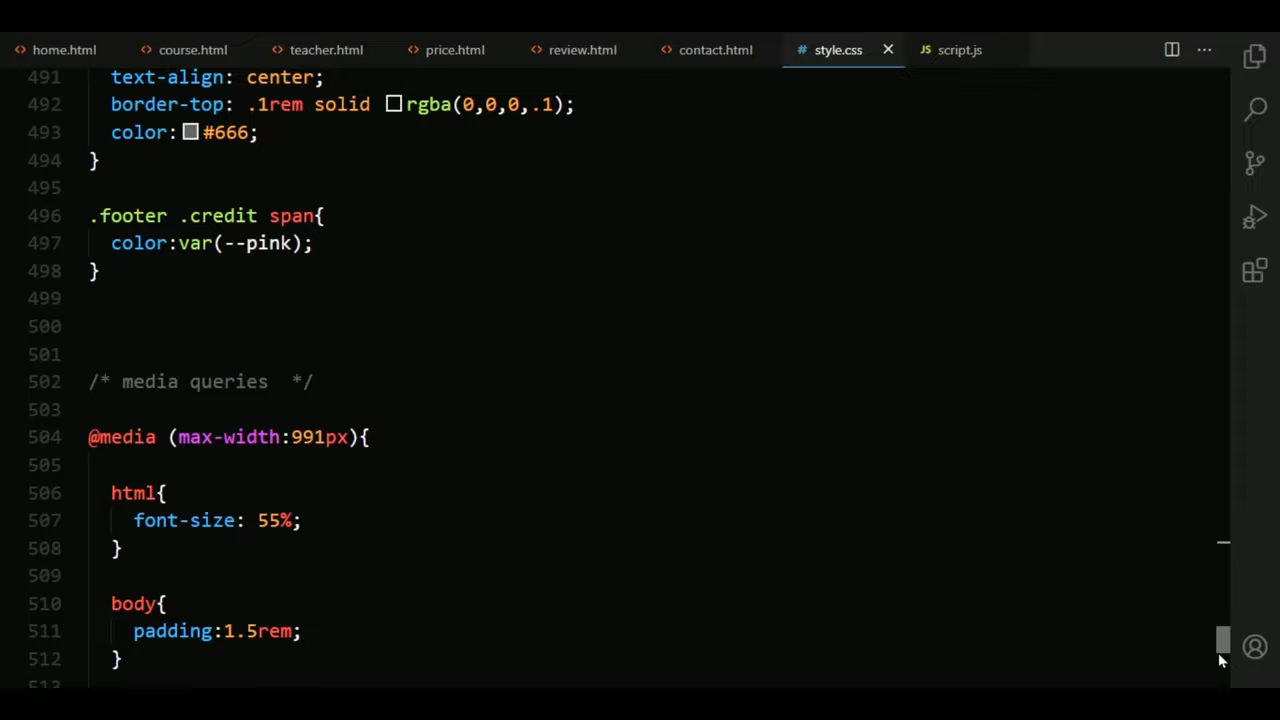 home.html course.html teacher.html price.html review.html contact.html # style.css JS script.js
491 text-align: center;
492 border-top: .1rem solid rgba(0,0,0,.1);
493 color: #666;
494 }
495
496 .footer .credit span{
497 color:var(--pink);
498 }
499
500
501
502 /* media queries  */
503
504 @media (max-width:991px){
505
506 html{
507 font-size: 55%;
508 }
509
510 body{
511 padding:1.5rem;
512 }
513